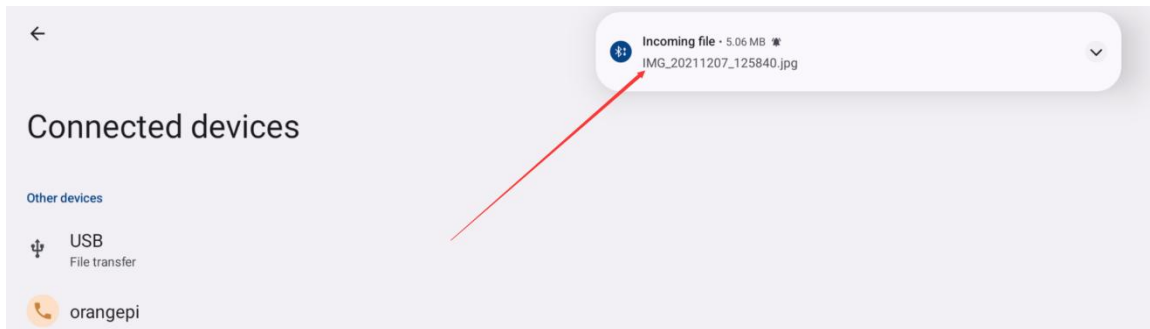 Incoming file • 5.06 MB
IMG_20211207_125840.jpg
Connected devices
Other devices
USB
File transfer
orangepi